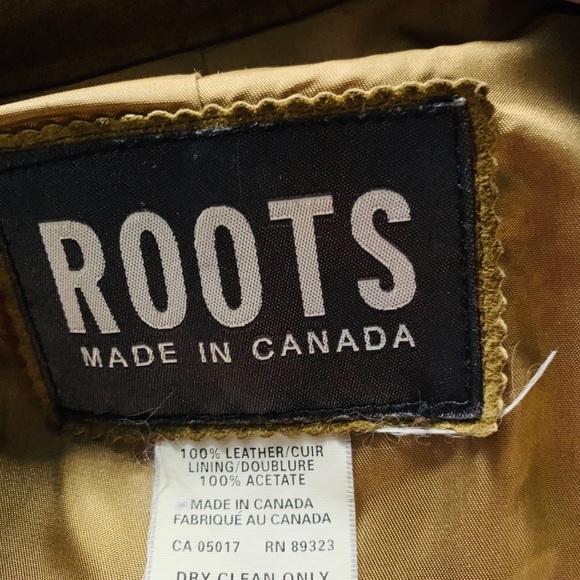 ROOTS
MADE IN CANADA
100% LEATHER/CUIR
LINING/DOUBLURE
100% ACETATE
MADE IN CANADA
FABRIQUÉ AU CANADA
CA 05017 RN 89323
DRY CLEAN ONLY